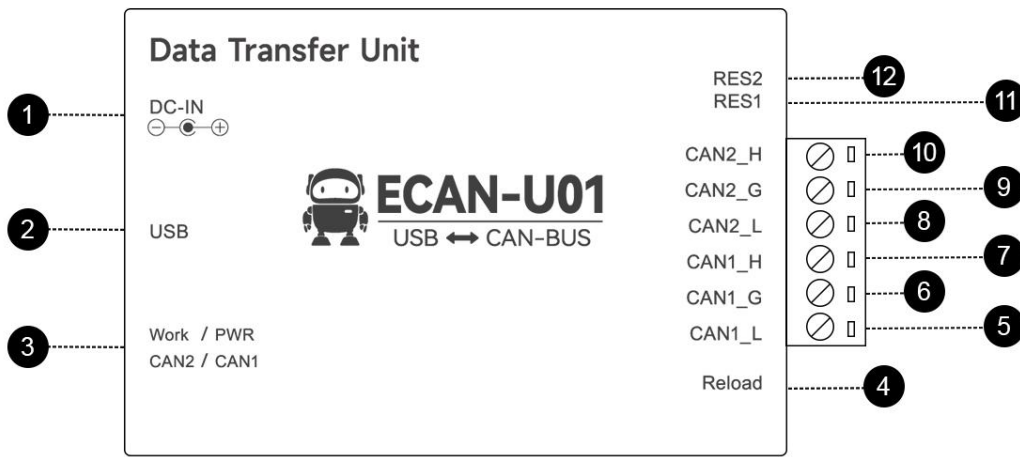 Data Transfer Unit
1
DC-IN
2
USB
3
Work / PWR
CAN2 / CAN1
ECAN-U01
USB ↔ CAN-BUS
RES2
12
RES1
11
CAN2_H
10
CAN2_G
9
CAN2_L
8
CAN1_H
7
CAN1_G
6
CAN1_L
5
Reload
4